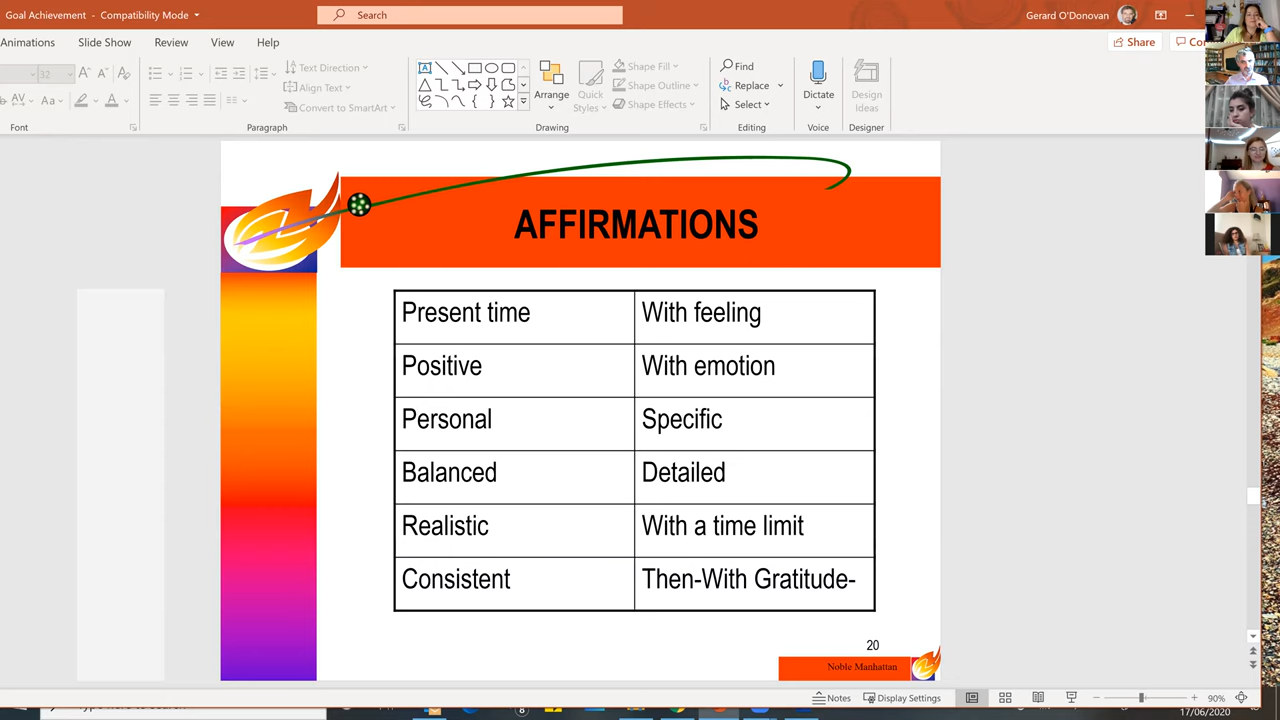 Goal Achievement - Compatibility Mode
Search
Gerard O'Donovan
Animations Slide Show Review View Help
Share
32
Text Direction
Align Text
Convert to SmartArt
Aa
Arrange
Quick Styles
Shape Fill
Shape Outline
Shape Effects
Find
Replace
Select
Dictate
Design Ideas
Font Paragraph Drawing Editing Voice Designer
AFFIRMATIONS
Present time With feeling
Positive With emotion
Personal Specific
Balanced Detailed
Realistic With a time limit
Consistent Then-With Gratitude-
20
Noble Manhattan
Notes Display Settings 90%
17/06/2020